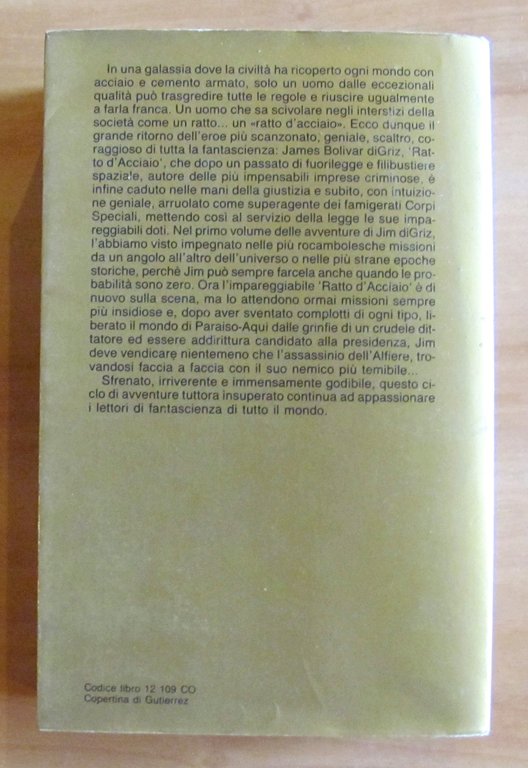 In una galassia dove la civiltà ha ricoperto ogni mondo con
acciaio e cemento armato, solo un uomo dalle eccezionali
qualità può trasgredire tutte le regole e riuscire ugualmente
a farla franca. Un uomo che sa scivolare negli interstizi della
società come un ratto... un «ratto d'acciaio». Ecco dunque il
grande ritorno dell'eroe più scanzonato, geniale, scaltro, co-
raggioso di tutta la fantascienza: James Bolivar diGriz, 'Rat-
to d'Acciaio', che dopo un passato di fuorilegge e filibustiere
spaziale, autore delle più impensabili imprese criminose, è
infine caduto nelle mani della giustizia e subito, con intuizio-
ne geniale, arruolato come superagente dei famigerati Corpi
Speciali, mettendo così al servizio della legge le sue impa-
reggiabili doti. Nel primo volume delle avventure di Jim diGriz,
l'abbiamo visto impegnato nelle più rocambolesche missioni
da un angolo all'altro dell'universo o nelle più strane epoche
storiche, perché Jim può sempre farcela anche quando le pro-
babilità sono zero. Ora l'impareggiabile 'Ratto d'Acciaio' è di
nuovo sulla scena, ma lo attendono ormai missioni sempre
più insidiose e, dopo aver sventato complotti di ogni tipo, li-
berato il mondo di Paraiso-Aqui dalle grinfie di un crudele dit-
tatore ed essere addirittura candidato alla presidenza, Jim
deve vendicare nientemeno che l'assassinio dell'Alfiere, tro-
vandosi faccia a faccia con il suo nemico più temibile...
Sfrenato, irriverente e immensamente godibile, questo ci-
clo di avventure tuttora insuperato continua ad appassionare
i lettori di fantascienza di tutto il mondo.
Codice libro 12 109 CO
Copertina di Gutierrez